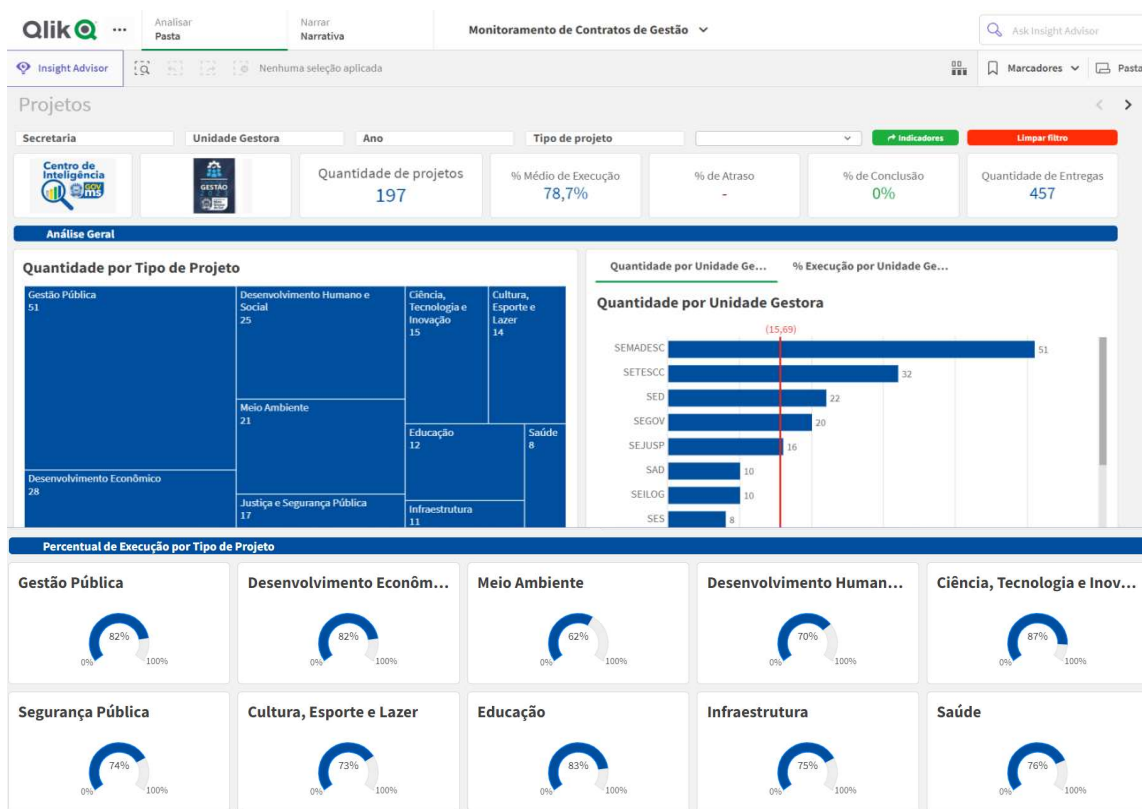 Qlik
Analisar
Pasta
Narrar
Narrativa
Monitoramento de Contratos de Gestão
Ask Insight Advisor
Insight Advisor
Nenhuma seleção aplicada
Marcadores
Pasta
Projetos
Secretaria
Unidade Gestora
Ano
Tipo de projeto
Indicadores
Limpar filtro
Centro de
Inteligência
GOV
ms
GESTÃO
Quantidade de projetos
197
% Médio de Execução
78,7%
% de Atraso
-
% de Conclusão
0%
Quantidade de Entregas
457
Análise Geral
Quantidade por Tipo de Projeto
Gestão Pública
51
Desenvolvimento Econômico
28
Desenvolvimento Humano e
Social
25
Meio Ambiente
21
Justiça e Segurança Pública
17
Ciência,
Tecnologia e
Inovação
15
Cultura,
Esporte e
Lazer
14
Educação
12
Saúde
8
Infraestrutura
11
Quantidade por Unidade Ge...
% Execução por Unidade Ge...
Quantidade por Unidade Gestora
(15,69)
SEMADESC 51
SETESCC 32
SED 22
SEGOV 20
SEJUSP 16
SAD 10
SEILOG 10
SES 8
Percentual de Execução por Tipo de Projeto
Gestão Pública
82%
0% 100%
Desenvolvimento Econôm...
82%
0% 100%
Meio Ambiente
62%
0% 100%
Desenvolvimento Human...
70%
0% 100%
Ciência, Tecnologia e Inov...
87%
0% 100%
Segurança Pública
74%
0% 100%
Cultura, Esporte e Lazer
73%
0% 100%
Educação
83%
0% 100%
Infraestrutura
75%
0% 100%
Saúde
76%
0% 100%